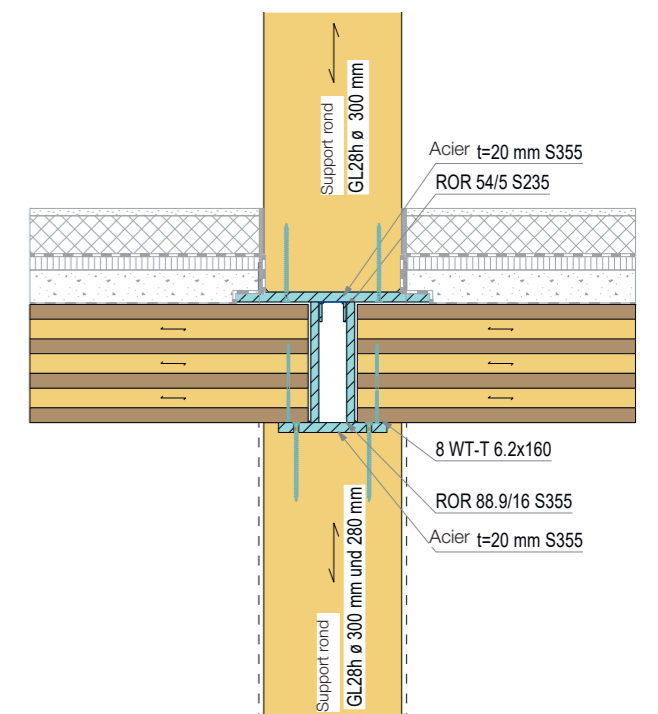 Support rond
GL28h ø 300 mm
Acier t=20 mm S355
ROR 54/5 S235
8 WT-T 6.2x160
ROR 88.9/16 S355
Acier t=20 mm S355
Support rond
GL28h ø 300 mm und 280 mm